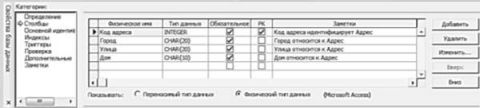 Свойства базы данных
Категории:
Определение
Столбцы
Основной идентиф
Индексы
Триггеры
Проверка
Дополнительные
Заметки
Физическое имя Тип данных Обязательное PK Заметки
Код адреса INTEGER Код адреса идентифицирует Адрес
Город CHAR(20) Город относится к Адрес
Улица CHAR(20) Улица относится к Адрес
Дом CHAR(10) Дом относится к Адрес
Добавить
Удалить
Изменить...
Вверх
Вниз
Показывать: Переносимый тип данных Физический тип данных (Microsoft Access)